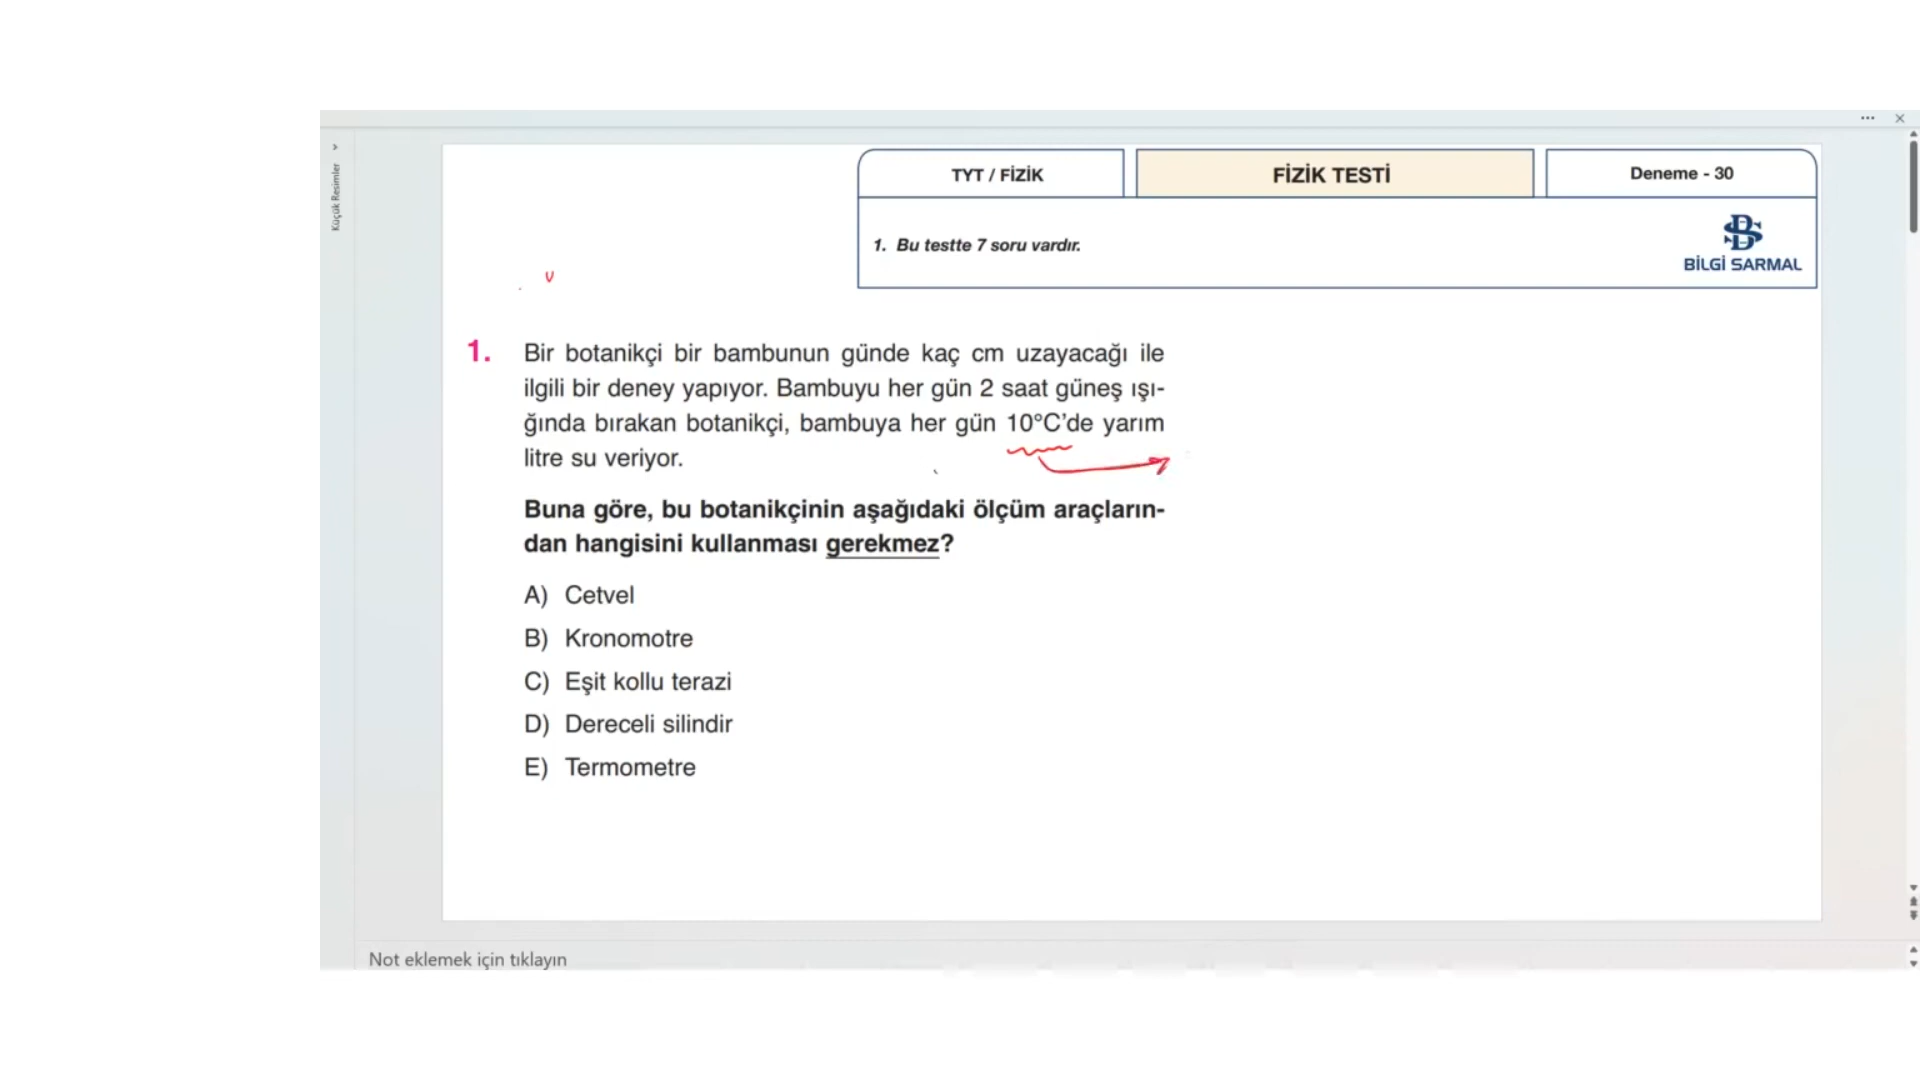 Küçük Resimler
TYT / FİZİK
FİZİK TESTİ
Deneme - 30
1. Bu testte 7 soru vardır.
BİLGİ SARMAL
1. Bir botanikçi bir bambunun günde kaç cm uzayacağı ile
ilgili bir deney yapıyor. Bambuyu her gün 2 saat güneş ışı-
ğında bırakan botanikçi, bambuya her gün 10°C'de yarım
litre su veriyor.
Buna göre, bu botanikçinin aşağıdaki ölçüm araçların-
dan hangisini kullanması gerekmez?
A) Cetvel
B) Kronomotre
C) Eşit kollu terazi
D) Dereceli silindir
E) Termometre
Not eklemek için tıklayın